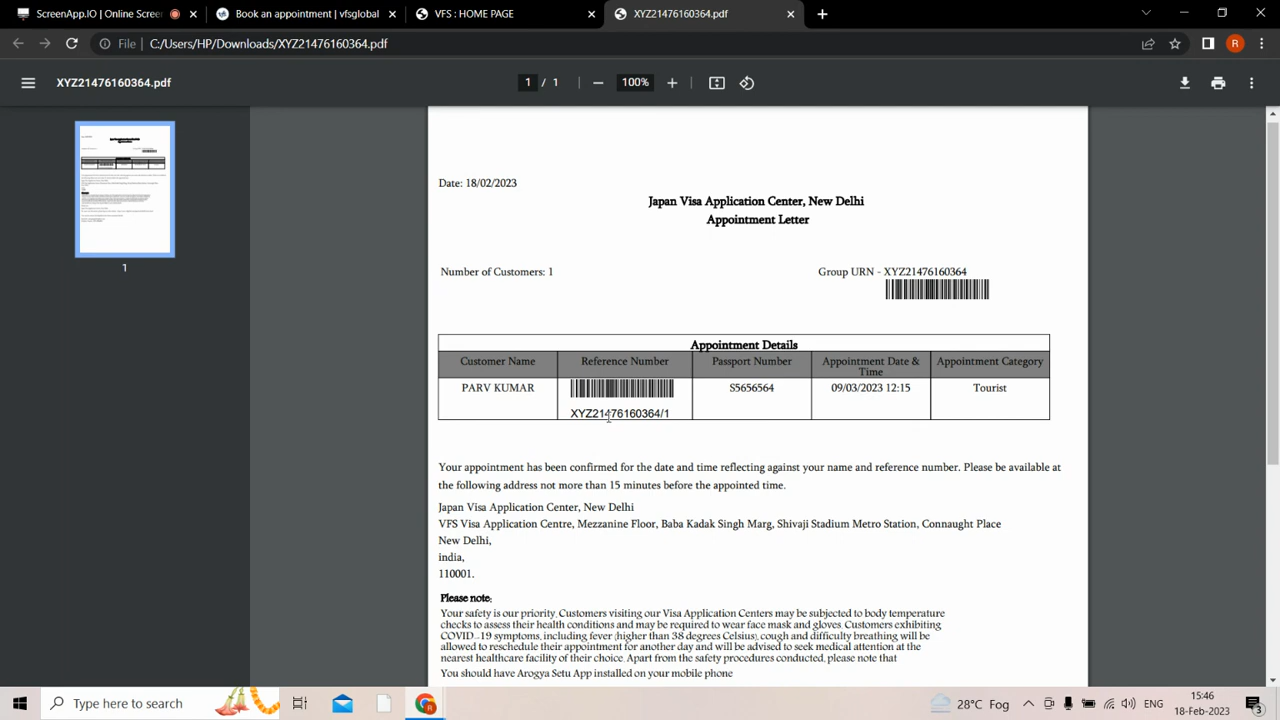 ScreenApp.IO | Online Screen
Book an appointment | vfsglobal
VFS : HOME PAGE
XYZ21476160364.pdf
File
C:/Users/HP/Downloads/XYZ21476160364.pdf
R
XYZ21476160364.pdf
1 / 1
100%
1
Date: 18/02/2023
Japan Visa Application Center, New Delhi
Appointment Letter
Number of Customers: 1
Group URN - XYZ21476160364
Appointment Details
Customer Name Reference Number Passport Number Appointment Date & Time Appointment Category
PARV KUMAR S5656564 09/03/2023 12:15 Tourist
XYZ21476160364/1
Your appointment has been confirmed for the date and time reflecting against your name and reference number. Please be available at
the following address not more than 15 minutes before the appointed time.
Japan Visa Application Center, New Delhi
VFS Visa Application Centre, Mezzanine Floor, Baba Kadak Singh Marg, Shivaji Stadium Metro Station, Connaught Place
New Delhi,
india,
110001.
Please note:
Your safety is our priority. Customers visiting our Visa Application Centers may be subjected to body temperature
checks to assess their health conditions and may be required to wear face mask and gloves. Customers exhibiting
COVID-19 symptoms, including fever (higher than 38 degrees Celsius), cough and difficulty breathing will be
allowed to reschedule their appointment for another day and will be advised to seek medical attention at the
nearest healthcare facility of their choice. Apart from the safety procedures conducted, please note that
You should have Arogya Setu App installed on your mobile phone
Type here to search
28°C Fog
ENG
15:46
18-Feb-2023
3